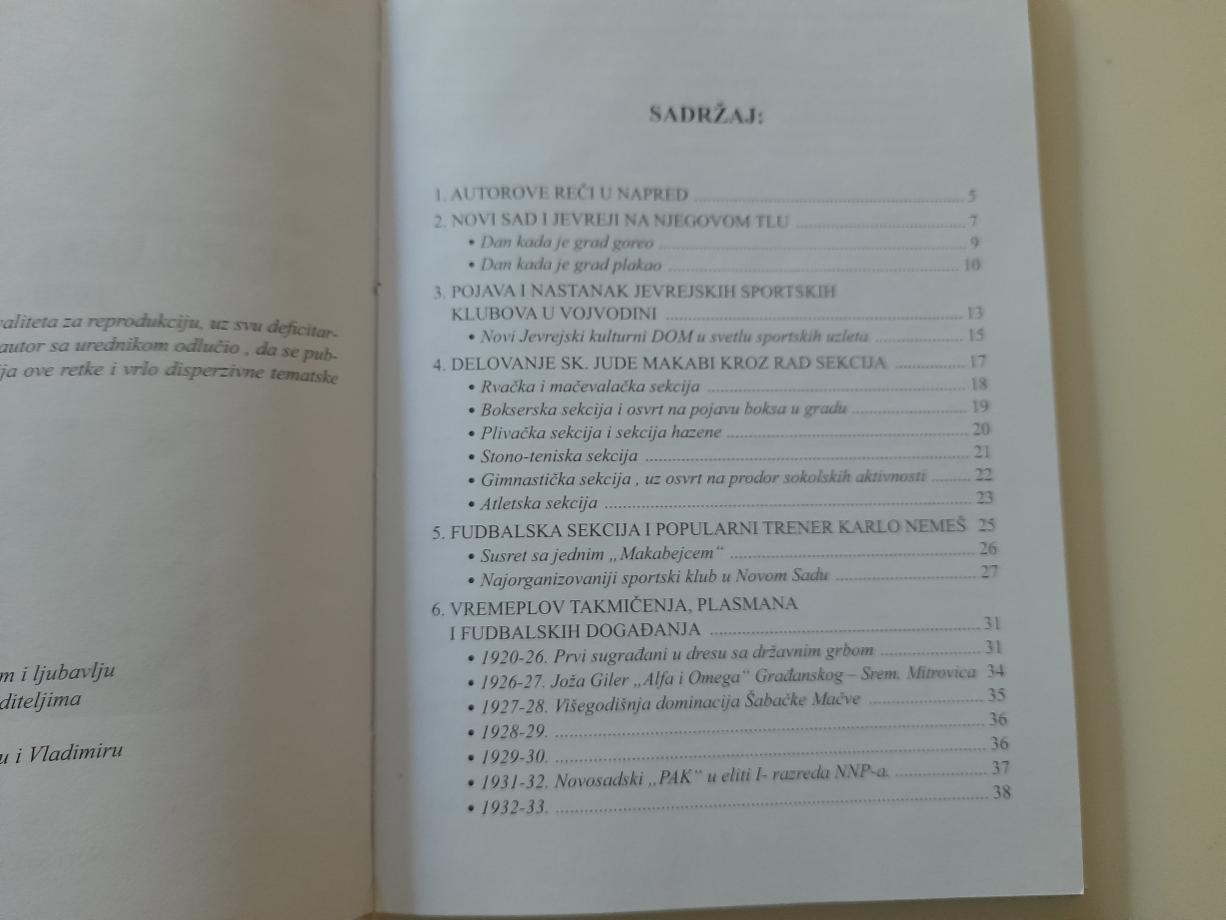 valiteta za reprodukciju, uz svu deficitar-
autor sa urednikom odlučio , da se pub-
ija ove retke i vrlo disperzivne tematske
m i ljubavlju
diteljima
u i Vladimiru
SADRŽAJ:
1. AUTOROVE REČI U NAPRED ........ 5
2. NOVI SAD I JEVREJI NA NJEGOVOM TLU ........ 7
• Dan kada je grad goreo ........ 9
• Dan kada je grad plakao ........ 10
3. POJAVA I NASTANAK JEVREJSKIH SPORTSKIH
KLUBOVA U VOJVODINI ........ 13
• Novi Jevrejski kulturni DOM u svetlu sportskih uzleta ........ 15
4. DELOVANJE SK. JUDE MAKABI KROZ RAD SEKCIJA ........ 17
• Rvačka i mačevalačka sekcija ........ 18
• Bokserska sekcija i osvrt na pojavu boksa u gradu ........ 19
• Plivačka sekcija i sekcija hazene ........ 20
• Stono-teniska sekcija ........ 21
• Gimnastička sekcija , uz osvrt na prodor sokolskih aktivnosti ........ 22
• Atletska sekcija ........ 23
5. FUDBALSKA SEKCIJA I POPULARNI TRENER KARLO NEMEŠ 25
• Susret sa jednim „Makabejcem“ ........ 26
• Najorganizovaniji sportski klub u Novom Sadu ........ 27
6. VREMEPLOV TAKMIČENJA, PLASMANA
I FUDBALSKIH DOGAĐANJA ........ 31
• 1920-26. Prvi sugrađani u dresu sa državnim grbom ........ 31
• 1926-27. Joža Giler „Alfa i Omega“ Građanskog – Srem. Mitrovica 34
• 1927-28. Višegodišnja dominacija Šabačke Mačve ........ 35
• 1928-29. ........ 36
• 1929-30. ........ 36
• 1931-32. Novosadski „PAK“ u eliti I- razreda NNP-a. ........ 37
• 1932-33. ........ 38